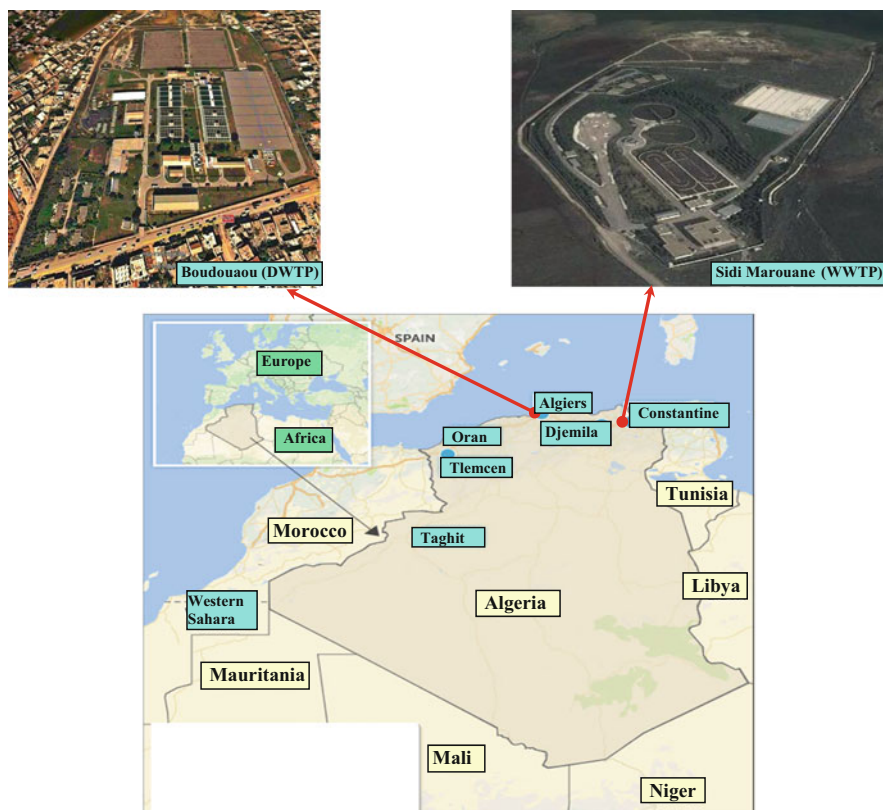 Boudouaou (DWTP)
Sidi Marouane (WWTP)
SPAIN
Europe
Africa
Algiers
Constantine
Oran
Djemila
Tlemcen
Tunisia
Morocco
Taghit
Libya
Western
Sahara
Algeria
Mauritania
Mali
Niger